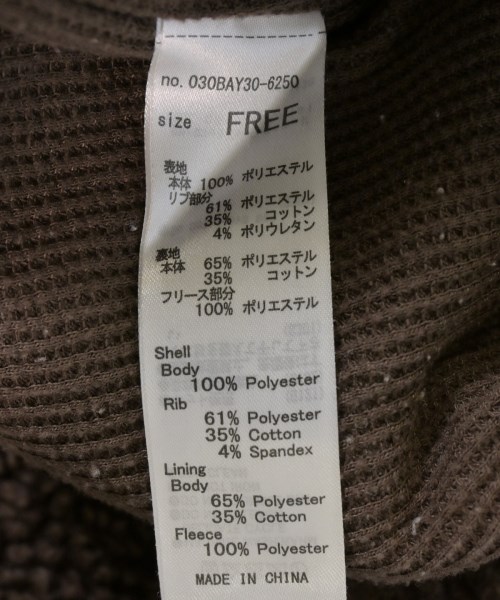 no. 030BAY30-6250
size FREE
表地
本体 100% ポリエステル
リブ部分
61% ポリエステル
35% コットン
4% ポリウレタン
裏地
本体 65% ポリエステル
35% コットン
フリース部分
100% ポリエステル
Shell
Body
100% Polyester
Rib
61% Polyester
35% Cotton
4% Spandex
Lining
Body
65% Polyester
35% Cotton
Fleece
100% Polyester
MADE IN CHINA